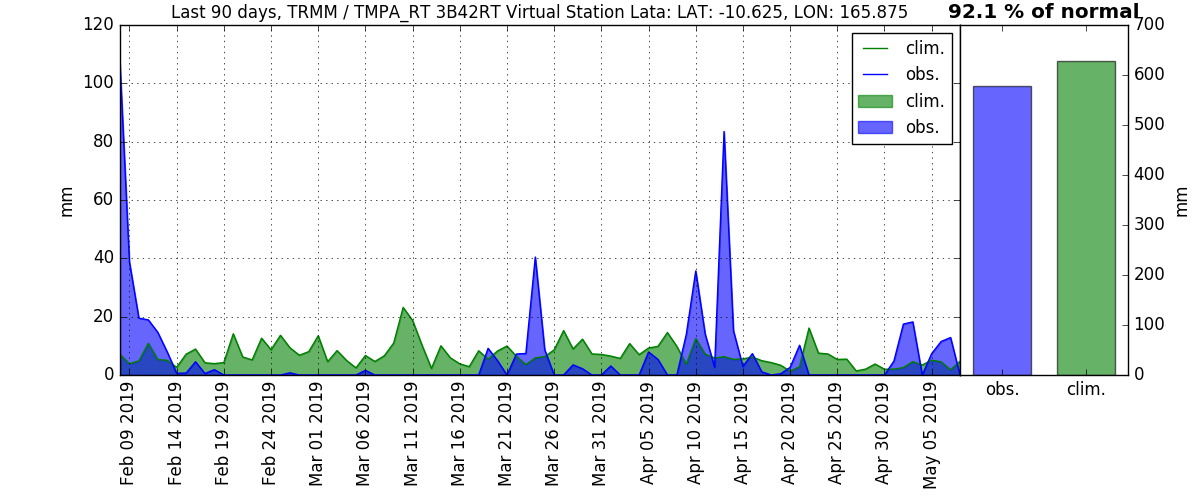 Last 90 days, TRMM / TMPA_RT 3B42RT Virtual Station Lata: LAT: -10.625, LON: 165.875
92.1 % of normal
mm
120
100
80
60
40
20
0
clim.
obs.
clim.
obs.
700
600
500
400
300
200
100
0
mm
Feb 09 2019
Feb 14 2019
Feb 19 2019
Feb 24 2019
Mar 01 2019
Mar 06 2019
Mar 11 2019
Mar 16 2019
Mar 21 2019
Mar 26 2019
Mar 31 2019
Apr 05 2019
Apr 10 2019
Apr 15 2019
Apr 20 2019
Apr 25 2019
Apr 30 2019
May 05 2019
obs.
clim.